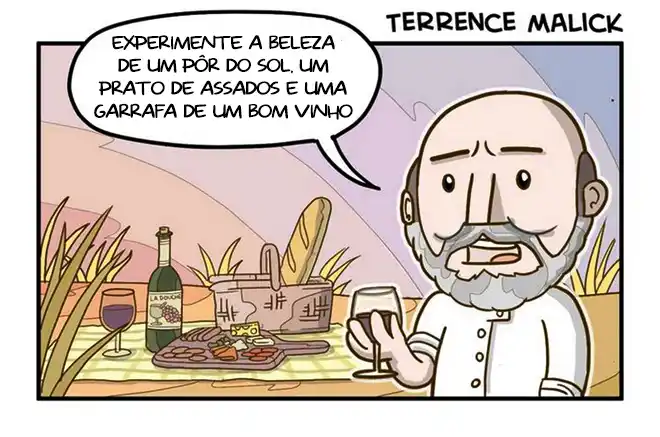 TERRENCE MALICK
EXPERIMENTE A BELEZA
DE UM PÔR DO SOL, UM
PRATO DE ASSADOS E UMA
GARRAFA DE UM BOM VINHO
LA DOUCHE